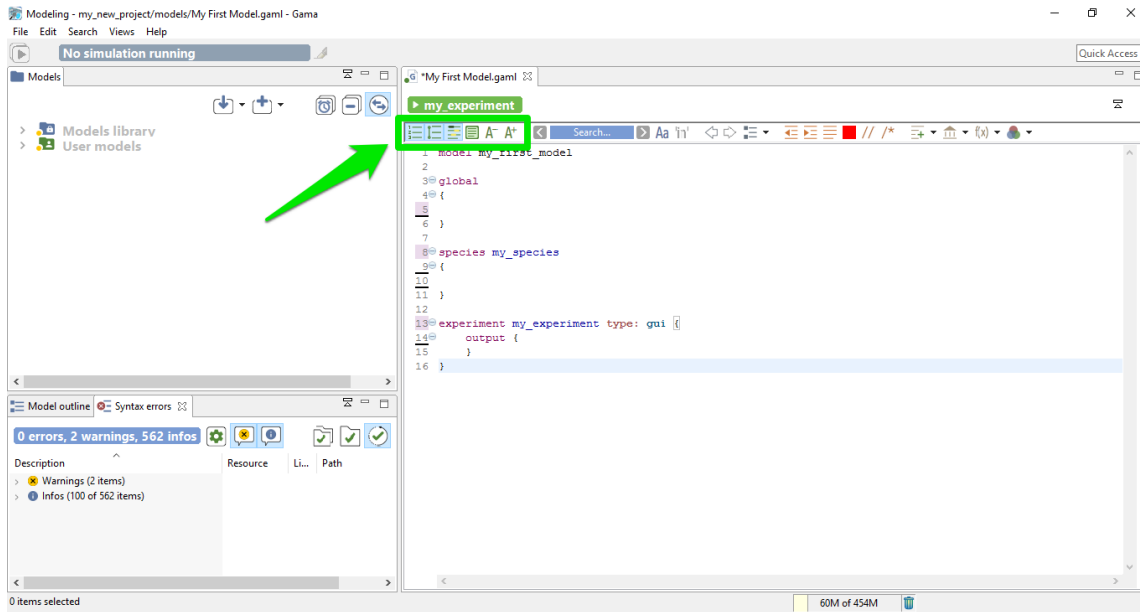 Modeling - my_new_project/models/My First Model.gaml - Gama
File Edit Search Views Help
No simulation running
Quick Access
Models
*My First Model.gaml
my_experiment
A- A+
Search...
Aa
// /*
f(x)
Models library
User models
1 model my_first_model
2
3 global
4 {
5
6 }
7
8 species my_species
9 {
10
11 }
12
13 experiment my_experiment type: gui {
14 output {
15 }
16 }
Model outline
Syntax errors
0 errors, 2 warnings, 562 infos
Description Resource Li... Path
Warnings (2 items)
Infos (100 of 562 items)
0 items selected
60M of 454M